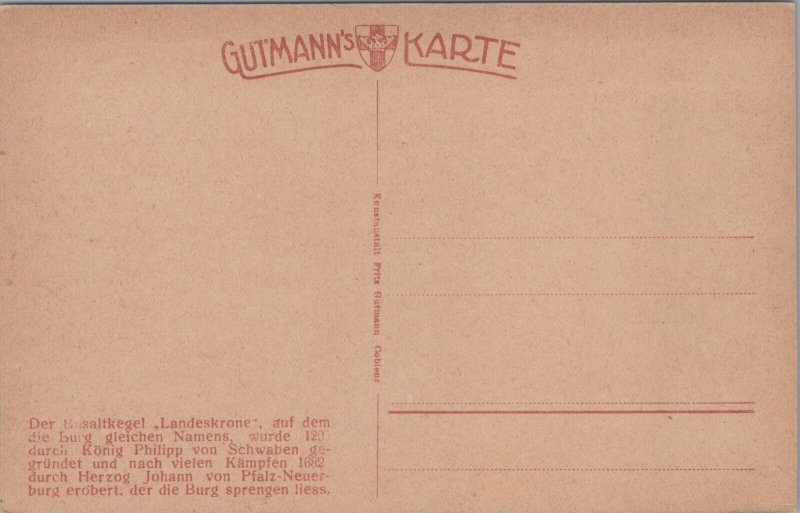 GUTMANN'S KARTE
Kunstanstalt Fritz Gutmann Coblenz
Der Basaltkegel „Landeskrone", auf dem
die Burg gleichen Namens, wurde
durch König Philipp von Schwaben ge-
gründet und nach vielen Kämpfen 1682
durch Herzog Johann von Pfalz-Neuer-
burg erobert, der die Burg sprengen liess.